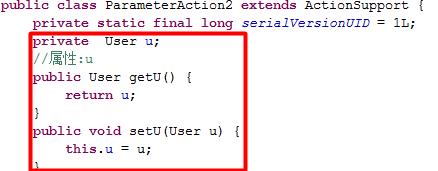 public class ParameterAction2 extends ActionSupport {
private static final long serialVersionUID = 1L;
private  User u;
//属性:u
public User getU() {
return u;
}
public void setU(User u) {
this.u = u;
}